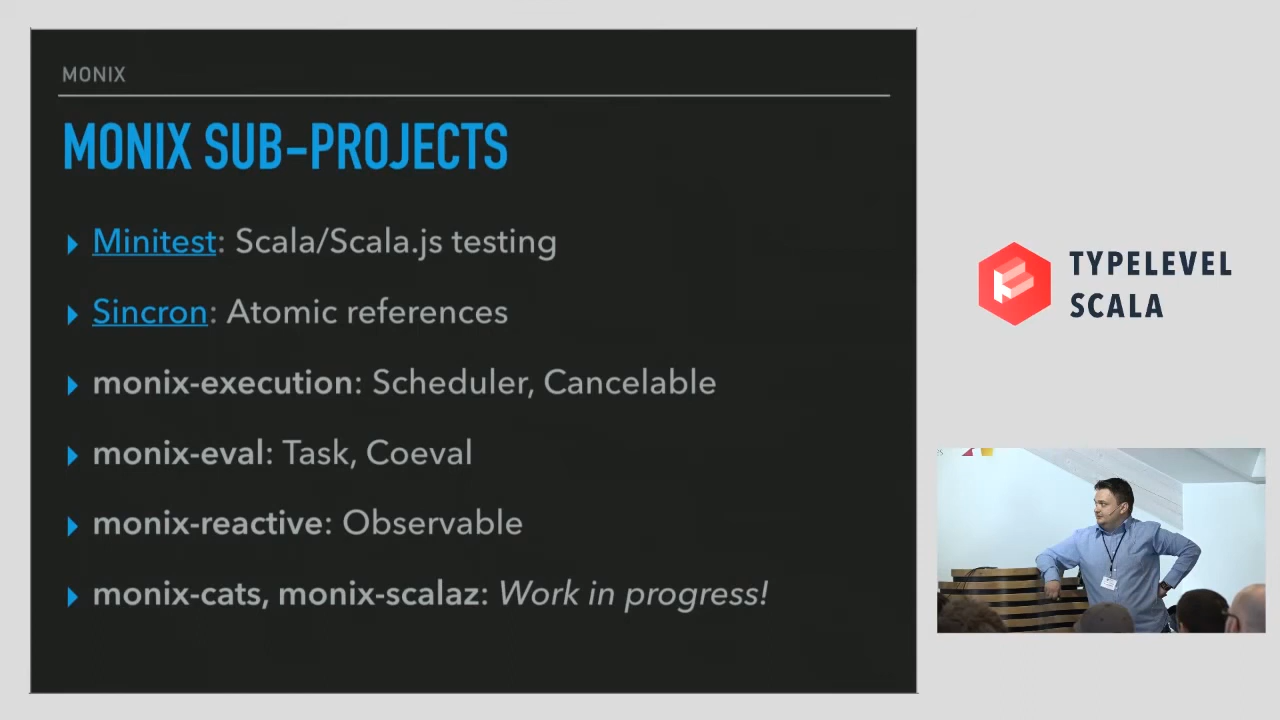 MONIX
MONIX SUB-PROJECTS
Minitest: Scala/Scala.js testing
Sincron: Atomic references
monix-execution: Scheduler, Cancelable
monix-eval: Task, Coeval
monix-reactive: Observable
monix-cats, monix-scalaz: Work in progress!
TYPELEVEL
SCALA